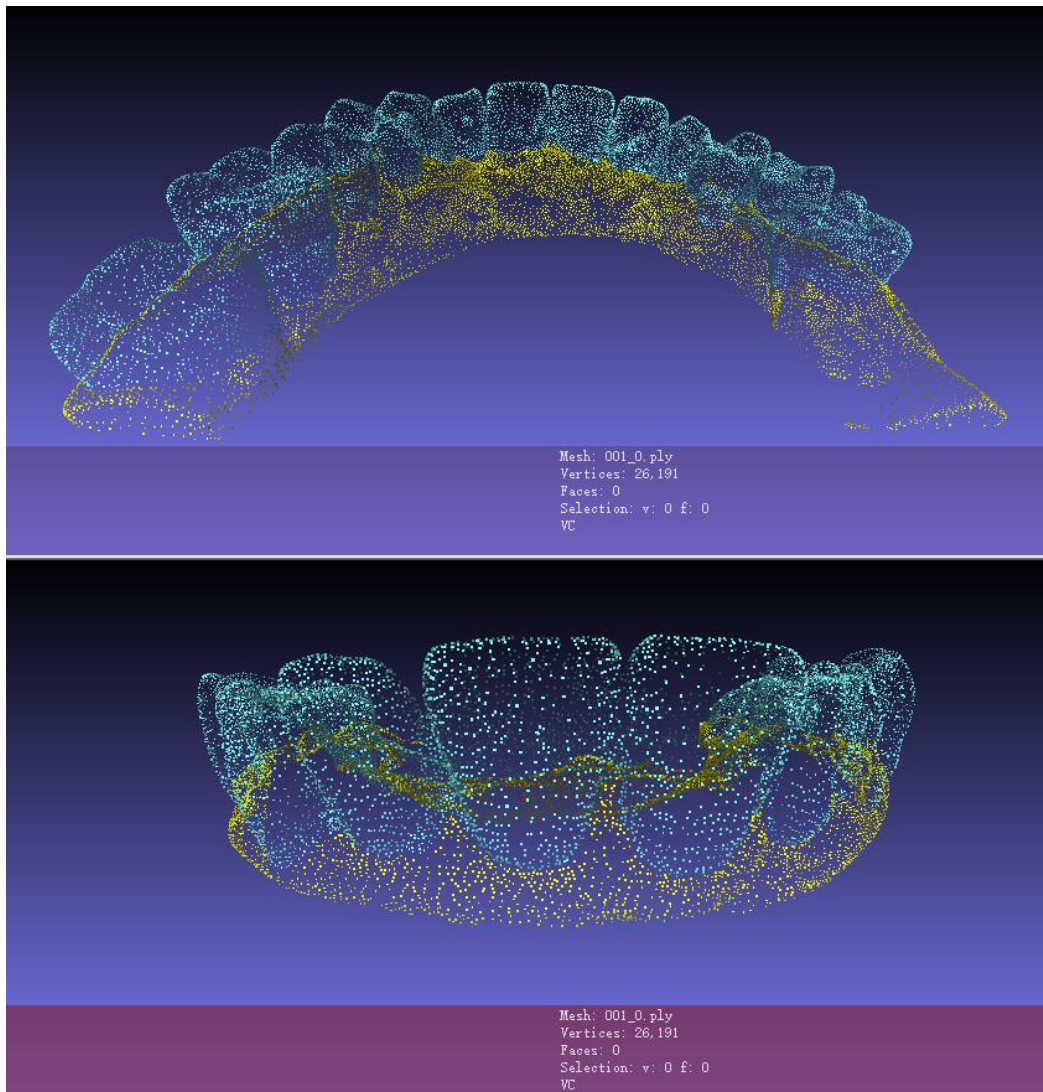 Mesh: 001_0.ply
Vertices: 26,191
Faces: 0
Selection: v: 0 f: 0
VC
Mesh: 001_0.ply
Vertices: 26,191
Faces: 0
Selection: v: 0 f: 0
VC